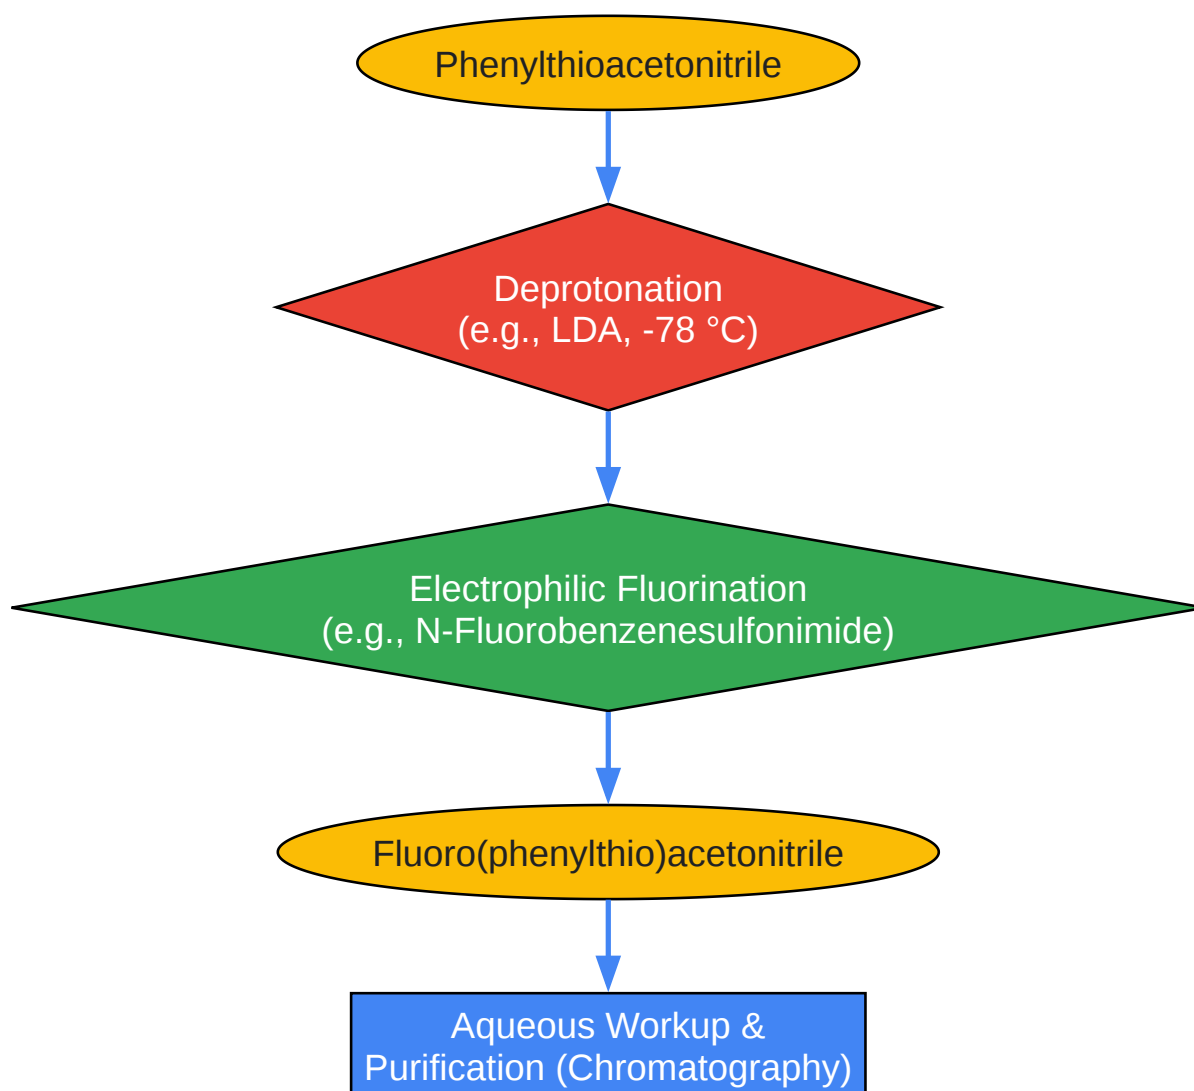 Phenylthioacetonitrile
Deprotonation
(e.g., LDA, -78 °C)
Electrophilic Fluorination
(e.g., N-Fluorobenzenesulfonimide)
Fluoro(phenylthio)acetonitrile
Aqueous Workup &
Purification (Chromatography)